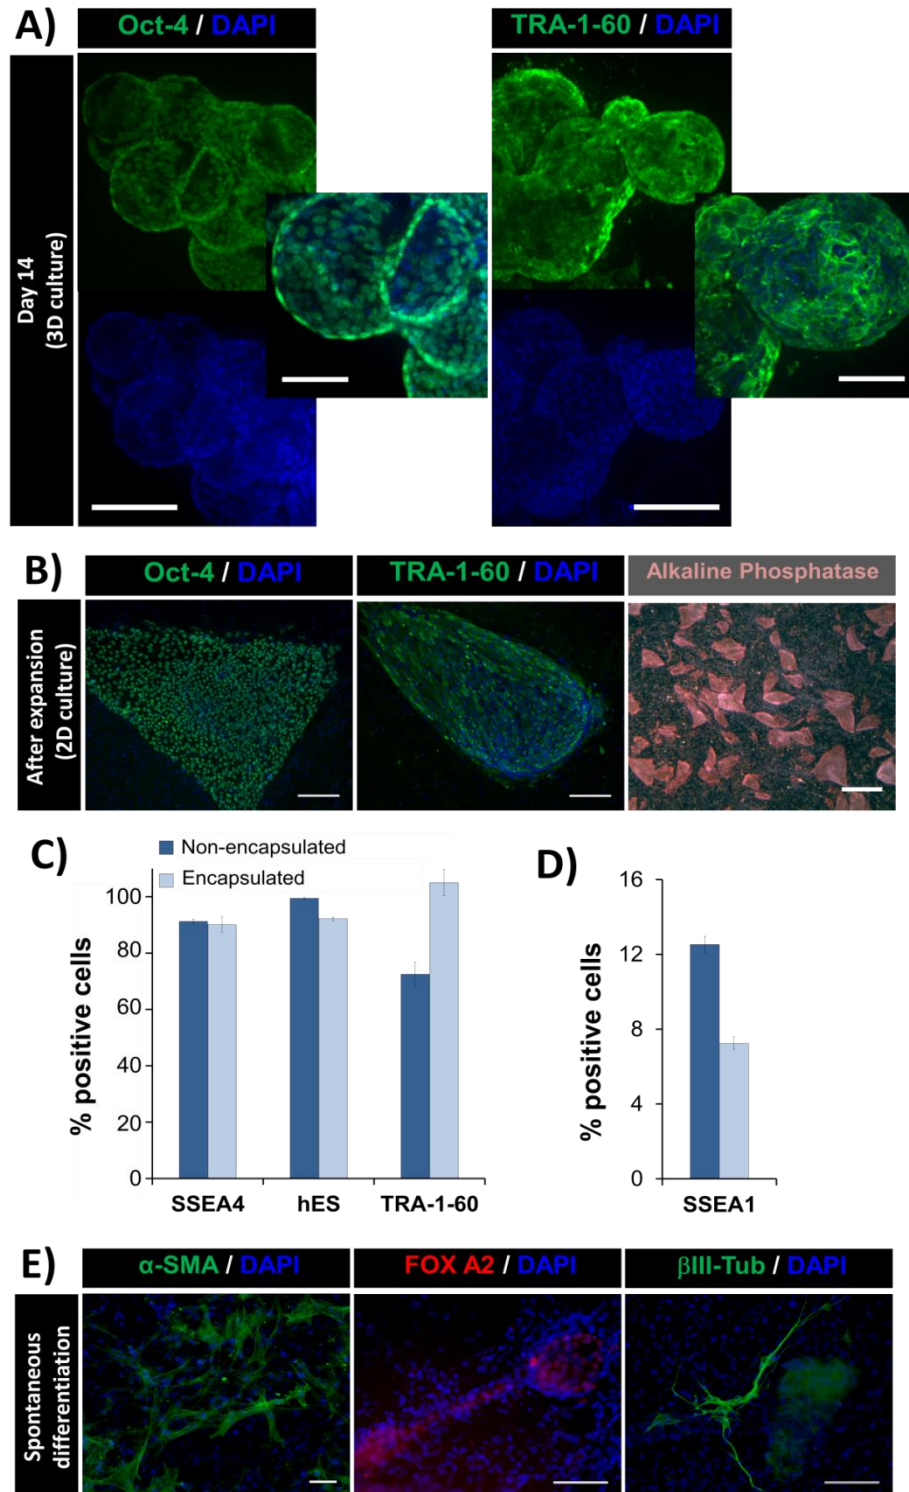 A)
Oct-4 / DAPI
TRA-1-60 / DAPI
Day 14
(3D culture)
B)
Oct-4 / DAPI
TRA-1-60 / DAPI
Alkaline Phosphatase
After expansion
(2D culture)
C)
Non-encapsulated
Encapsulated
% positive cells
100
80
60
40
20
0
SSEA4
hES
TRA-1-60
D)
% positive cells
16
12
8
4
0
SSEA1
E)
α-SMA / DAPI
FOX A2 / DAPI
βIII-Tub / DAPI
Spontaneous
differentiation